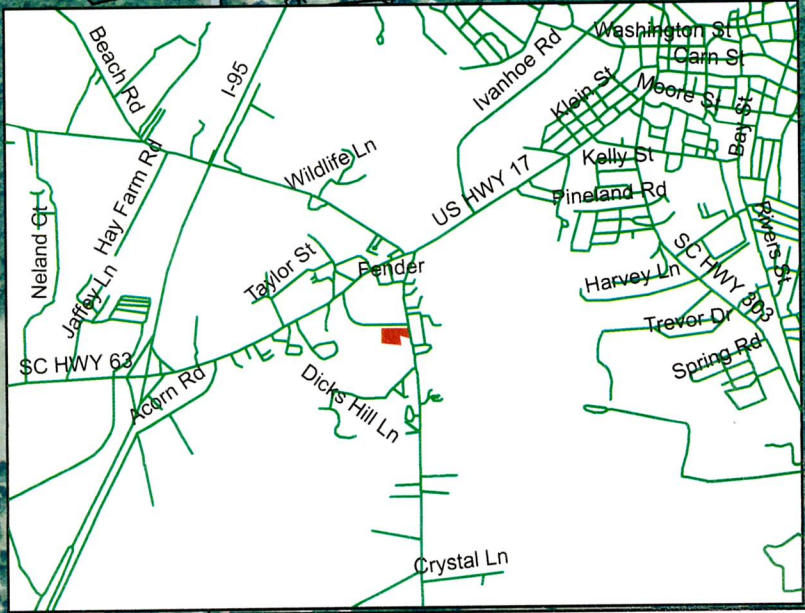 Washington St
Carn St
Beach Rd
I-95
Ivanhoe Rd
Klein St
Moore St
Bay St
Wildlife Ln
US HWY 17
Kelly St
Pineland Rd
Hay Farm Rd
Neland Ct
Rivers St
SC HWY 303
Taylor St
Fender
Harvey Ln
Jaffey Ln
Trevor Dr
SC HWY 63
Spring Rd
Acorn Rd
Dicks Hill Ln
Crystal Ln